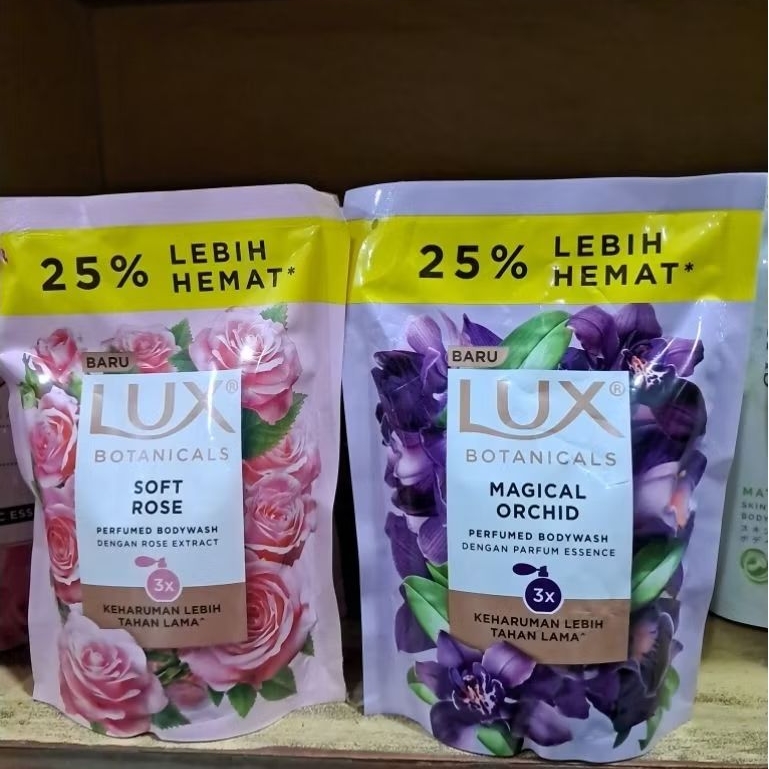 25% LEBIH
HEMAT*
BARU
LUX®
BOTANICALS
SOFT
ROSE
PERFUMED BODYWASH
DENGAN ROSE EXTRACT
3x
KEHARUMAN LEBIH
TAHAN LAMA^
25% LEBIH
HEMAT*
BARU
LUX®
BOTANICALS
MAGICAL
ORCHID
PERFUMED BODYWASH
DENGAN PARFUM ESSENCE
3x
KEHARUMAN LEBIH
TAHAN LAMA^